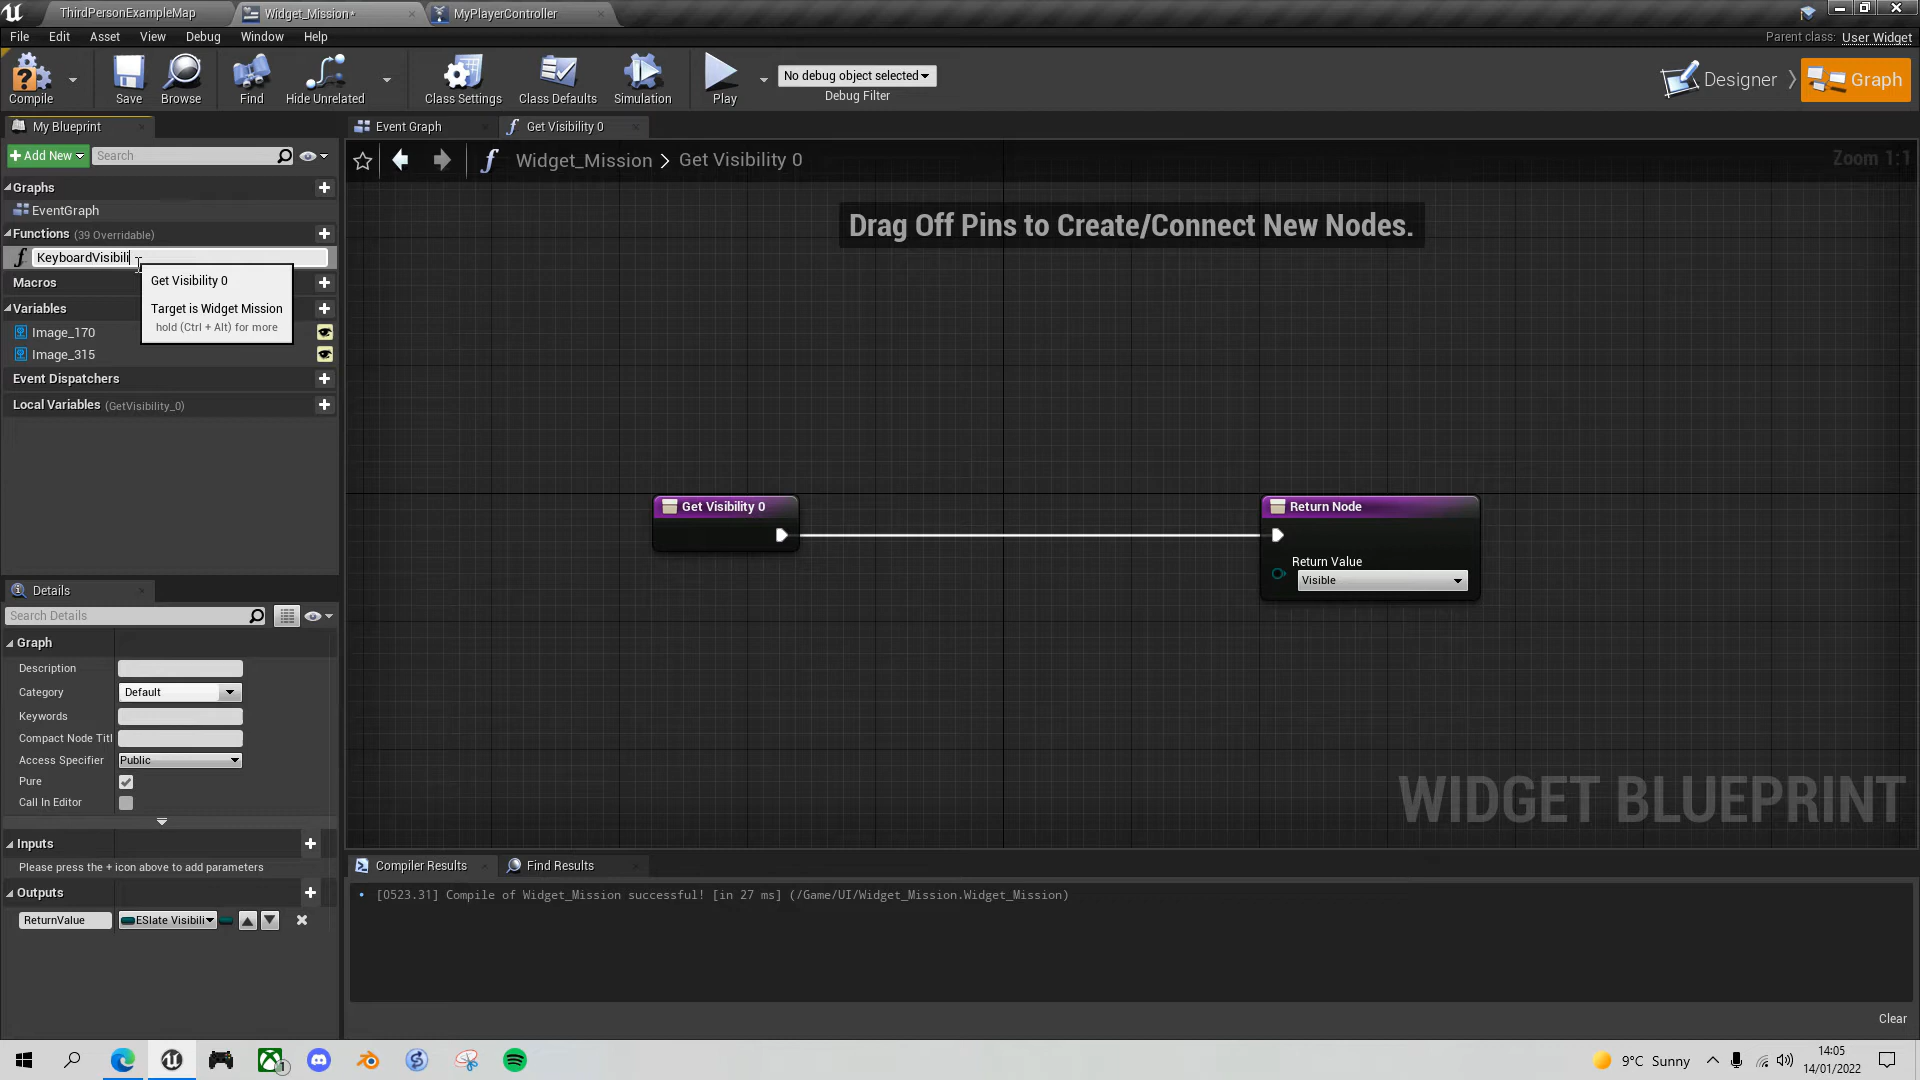 ThirdPersonExampleMap
Widget_Mission*
MyPlayerController
File Edit Asset View Debug Window Help
Parent class: User Widget
Compile
Save
Browse
Find
Hide Unrelated
Class Settings
Class Defaults
Simulation
Play
No debug object selected
Debug Filter
Designer
Graph
My Blueprint
Event Graph
Get Visibility 0
+ Add New
Search
Widget_Mission > Get Visibility 0
Zoom 1:1
Graphs
EventGraph
Functions (39 Overridable)
KeyboardVisibili
Get Visibility 0
Target is Widget Mission
hold (Ctrl + Alt) for more
Macros
Variables
Image_170
Image_315
Event Dispatchers
Local Variables (GetVisibility_0)
Drag Off Pins to Create/Connect New Nodes.
Get Visibility 0
Return Node
Return Value
Visible
WIDGET BLUEPRINT
Details
Search Details
Graph
Description
Category Default
Keywords
Compact Node Titl
Access Specifier Public
Pure
Call In Editor
Inputs
Please press the + icon above to add parameters
Outputs
ReturnValue ESlate Visibili
Compiler Results
Find Results
[0523.31] Compile of Widget_Mission successful! [in 27 ms] (/Game/UI/Widget_Mission.Widget_Mission)
Clear
1
9°C Sunny
14:05
14/01/2022